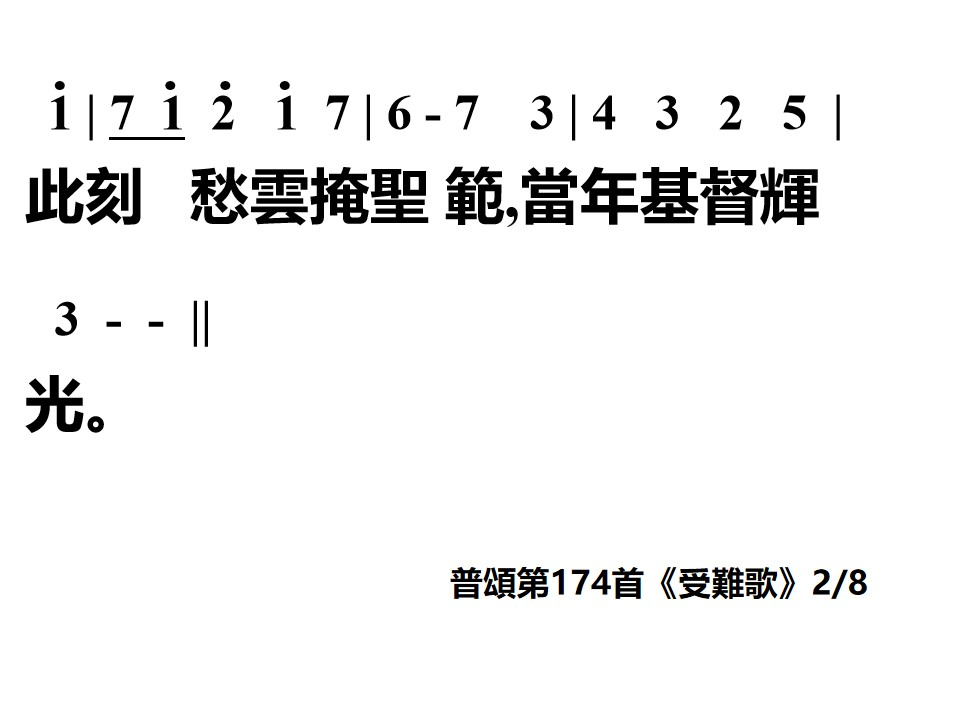 i | 7 i 2̇ i 7 | 6 - 7 3 | 4 3 2 5 |
此刻 愁雲掩聖 範,當年基督輝
3 - - ||
光。
普頌第174首《受難歌》2/8